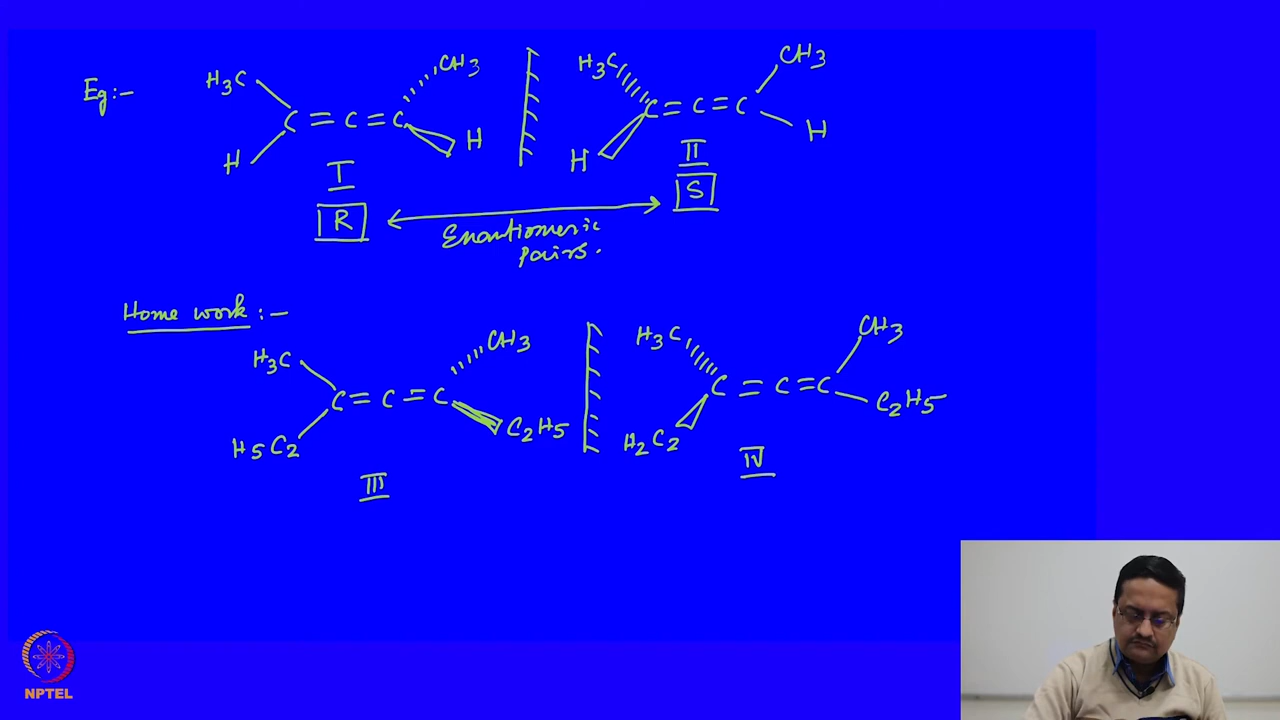 Eg:-
H3C CH3 H3C CH3
C = C = C C = C = C
H H H H
I II
R S
Enantiomeric
pairs.
Home work :-
H3C CH3 H3C CH3
C = C = C C = C = C
H5C2 C2H5 H2C2 C2H5
III IV
NPTEL